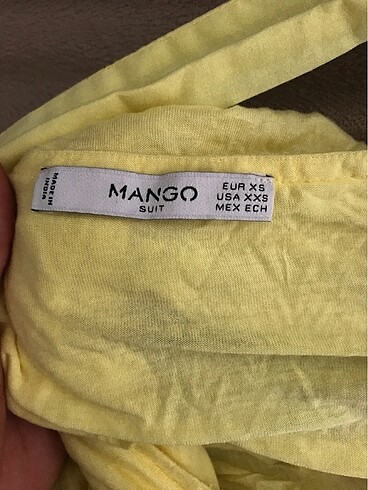 MADE IN
INDIA
MANGO
SUIT
EUR XS
USA XXS
MEX ECH